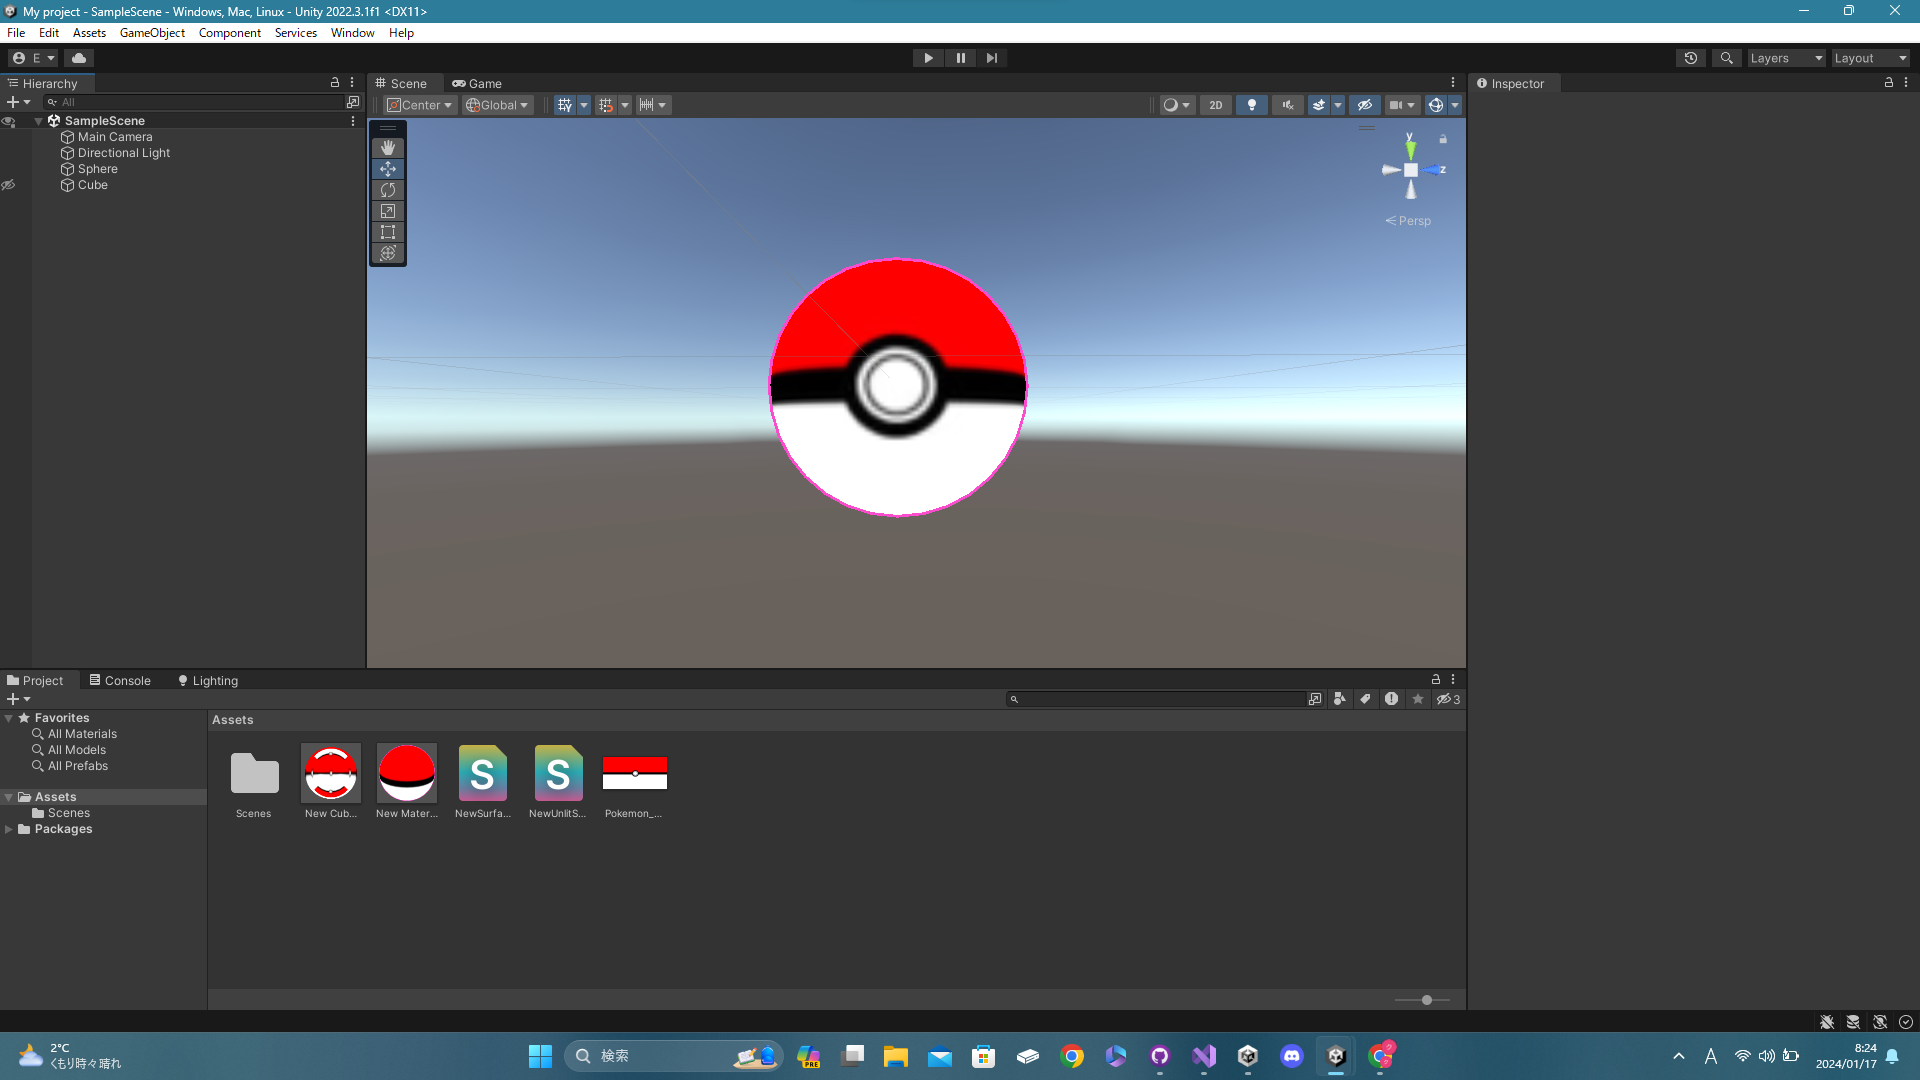 My project - SampleScene - Windows, Mac, Linux - Unity 2022.3.1f1 <DX11>
File Edit Assets GameObject Component Services Window Help
E
Layers Layout
Hierarchy
All
SampleScene
Main Camera
Directional Light
Sphere
Cube
Scene Game
Center Global 2D
y
z
Persp
Inspector
Project Console Lighting
3
Favorites
All Materials
All Models
All Prefabs
Assets
Scenes
Packages
Assets
S S
Scenes New Cub... New Mater... NewSurfa... NewUnlitS... Pokemon_...
2°C
くもり時々晴れ
検索
PRE
A
8:24
2024/01/17